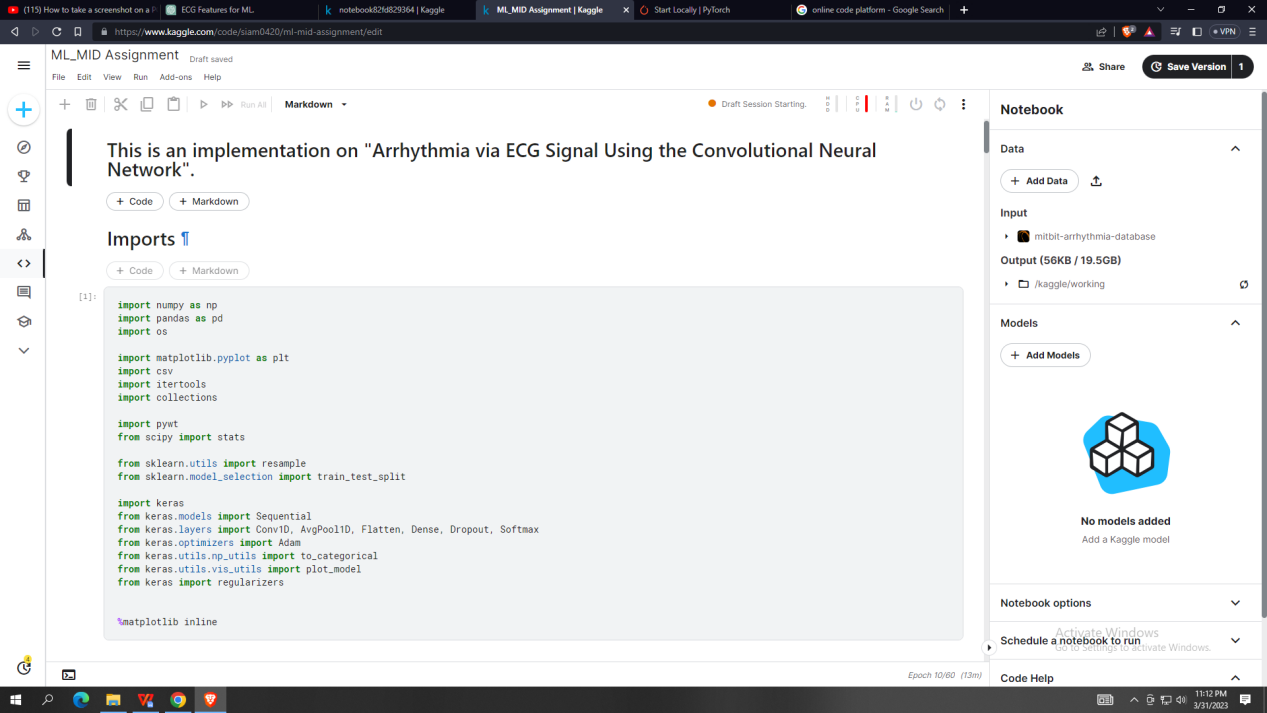 (115) How to take a screenshot on a P
ECG Features for ML.
notebook82fd829364 | Kaggle
ML_MID Assignment | Kaggle
Start Locally | PyTorch
online code platform - Google Search
https://www.kaggle.com/code/siam0420/ml-mid-assignment/edit
VPN
ML_MID Assignment
Draft saved
File Edit View Run Add-ons Help
Share
Save Version
1
Run All
Markdown
Draft Session Starting.
HDD
CPU
RAM
This is an implementation on "Arrhythmia via ECG Signal Using the Convolutional Neural
Network".
+ Code
+ Markdown
Imports ¶
+ Code
+ Markdown
[1]:
import numpy as np
import pandas as pd
import os
import matplotlib.pyplot as plt
import csv
import itertools
import collections
import pywt
from scipy import stats
from sklearn.utils import resample
from sklearn.model_selection import train_test_split
import keras
from keras.models import Sequential
from keras.layers import Conv1D, AvgPool1D, Flatten, Dense, Dropout, Softmax
from keras.optimizers import Adam
from keras.utils.np_utils import to_categorical
from keras.utils.vis_utils import plot_model
from keras import regularizers
%matplotlib inline
Epoch 10/60 (13m)
Notebook
Data
+ Add Data
Input
mitbit-arrhythmia-database
Output (56KB / 19.5GB)
/kaggle/working
Models
+ Add Models
No models added
Add a Kaggle model
Notebook options
Schedule a notebook to run
Code Help
Activate Windows
Go to Settings to activate Windows.
11:12 PM
3/31/2023